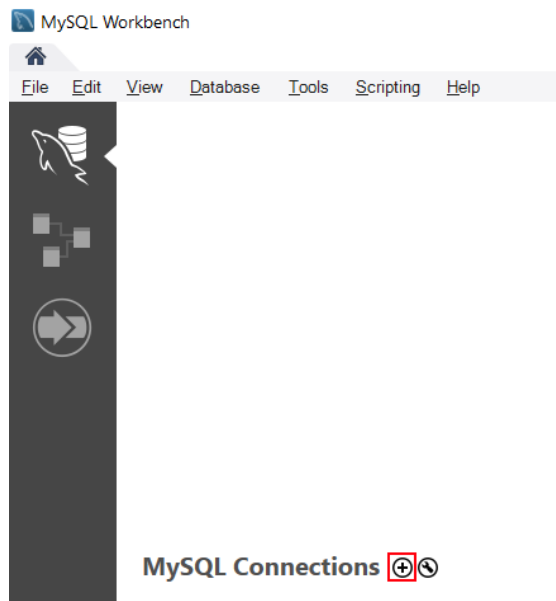 MySQL Workbench
File Edit View Database Tools Scripting Help
MySQL Connections